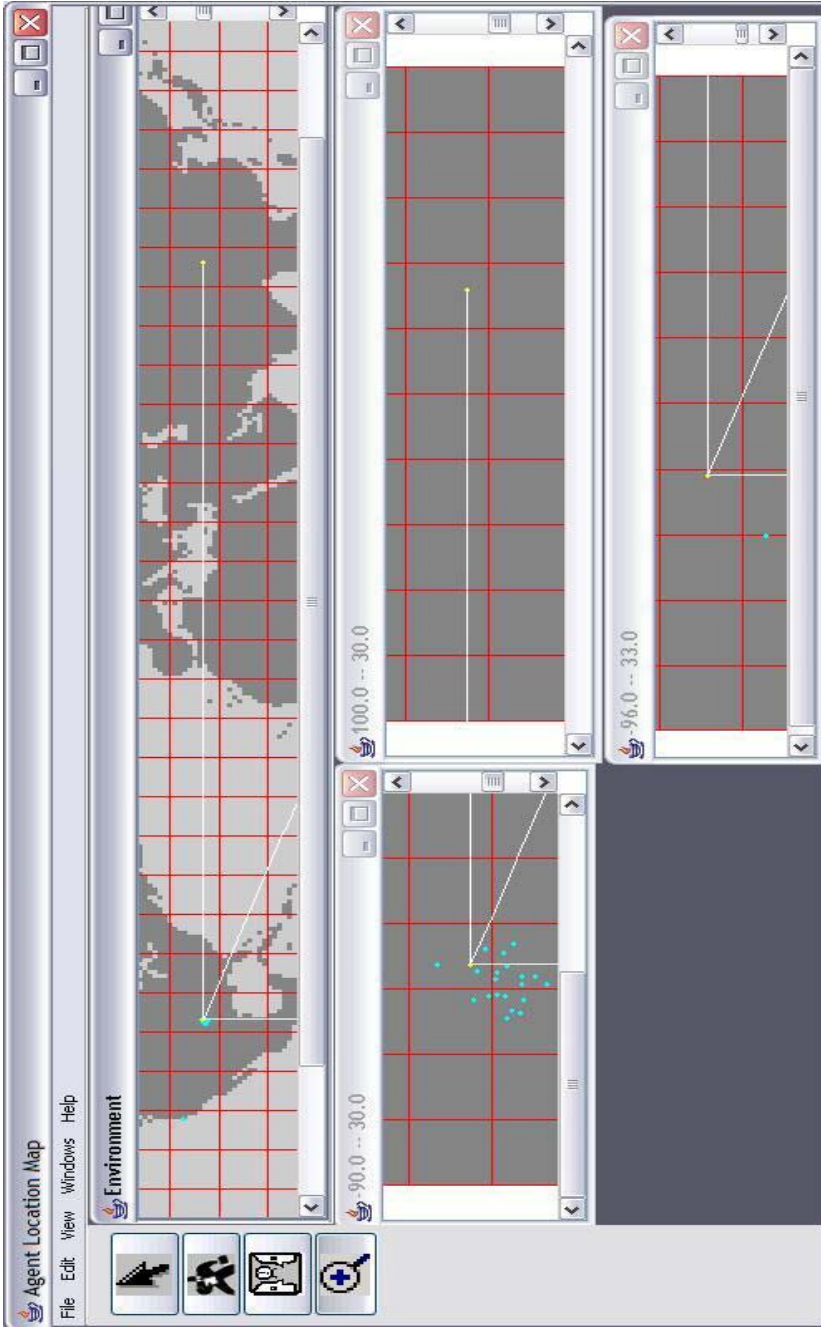 Agent Location Map
File Edit View Windows Help
Environment
-90.0 -- 30.0
100.0 -- 30.0
-96.0 -- 33.0